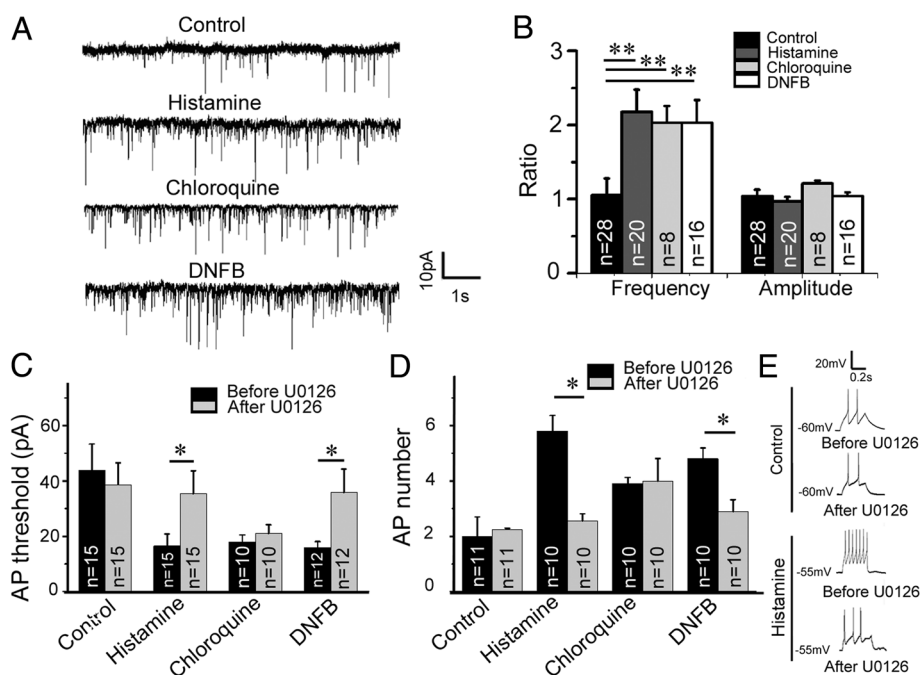 A
Control
Histamine
Chloroquine
DNFB
10pA
1s
B
Control
Histamine
Chloroquine
DNFB
3
2
1
0
Ratio
** ** **
n=28 n=20 n=8 n=16 n=28 n=20 n=8 n=16
Frequency Amplitude
C
Before U0126
After U0126
AP threshold (pA)
60
40
20
0
* *
n=15 n=15 n=15 n=15 n=10 n=10 n=12 n=12
Control Histamine Chloroquine DNFB
D
Before U0126
After U0126
AP number
6
4
2
0
* *
n=11 n=11 n=10 n=10 n=10 n=10 n=10 n=10
Control Histamine Chloroquine DNFB
E
20mV
0.2s
Control
-60mV
Before U0126
-60mV
After U0126
Histamine
-55mV
Before U0126
-55mV
After U0126